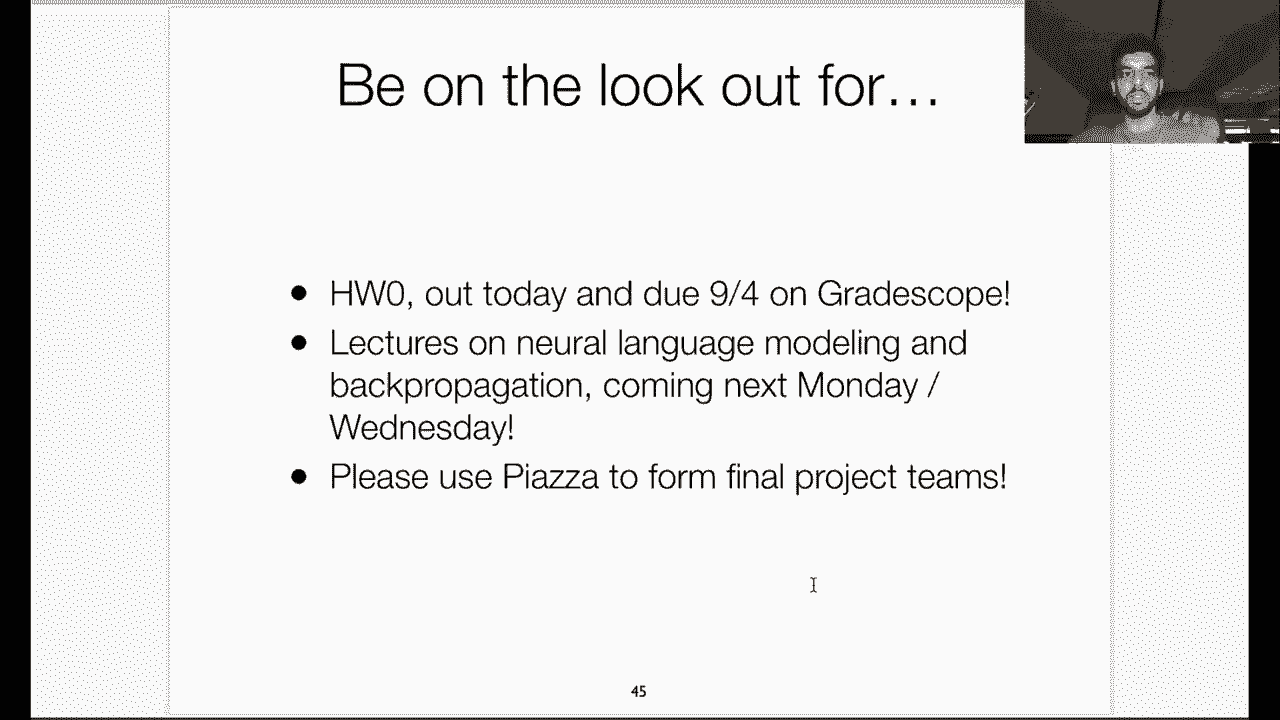 Be on the look out for…
● HW0, out today and due 9/4 on Gradescope!
● Lectures on neural language modeling and
backpropagation, coming next Monday /
Wednesday!
● Please use Piazza to form final project teams!
45